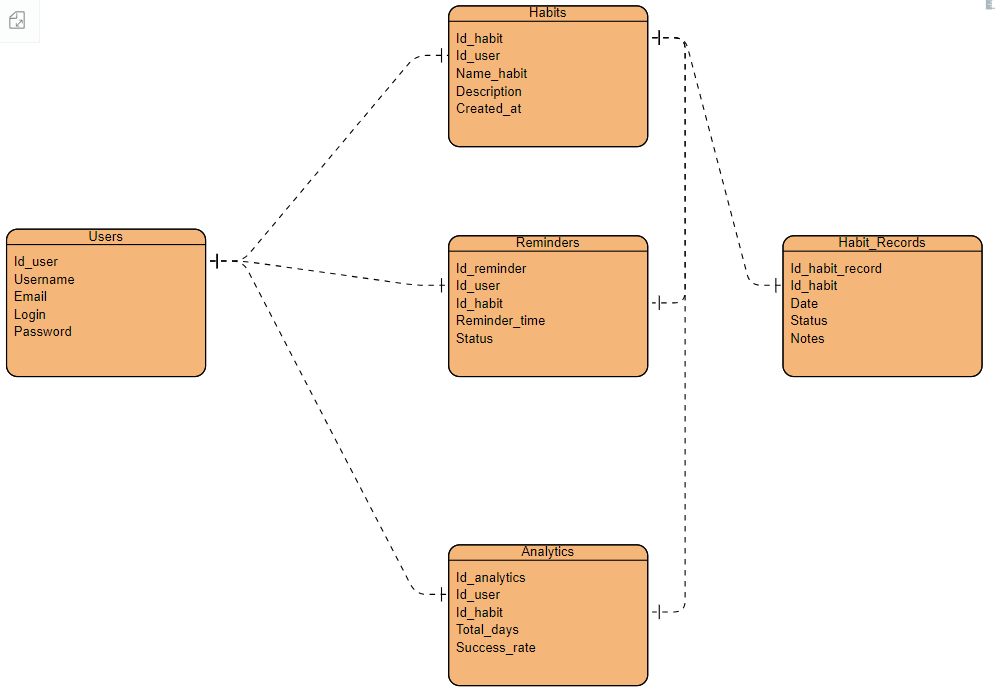 Habits
Id_habit
Id_user
Name_habit
Description
Created_at
Users
Id_user
Username
Email
Login
Password
Reminders
Id_reminder
Id_user
Id_habit
Reminder_time
Status
Habit_Records
Id_habit_record
Id_habit
Date
Status
Notes
Analytics
Id_analytics
Id_user
Id_habit
Total_days
Success_rate